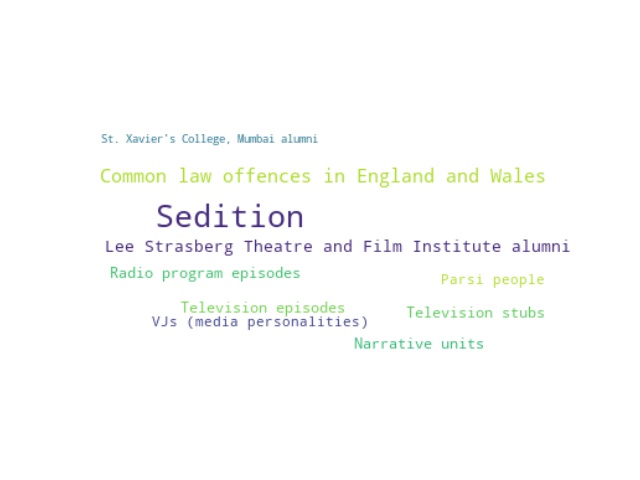 St. Xavier's College, Mumbai alumni
Common law offences in England and Wales
Sedition
Lee Strasberg Theatre and Film Institute alumni
Radio program episodes
Parsi people
Television episodes
Television stubs
VJs (media personalities)
Narrative units